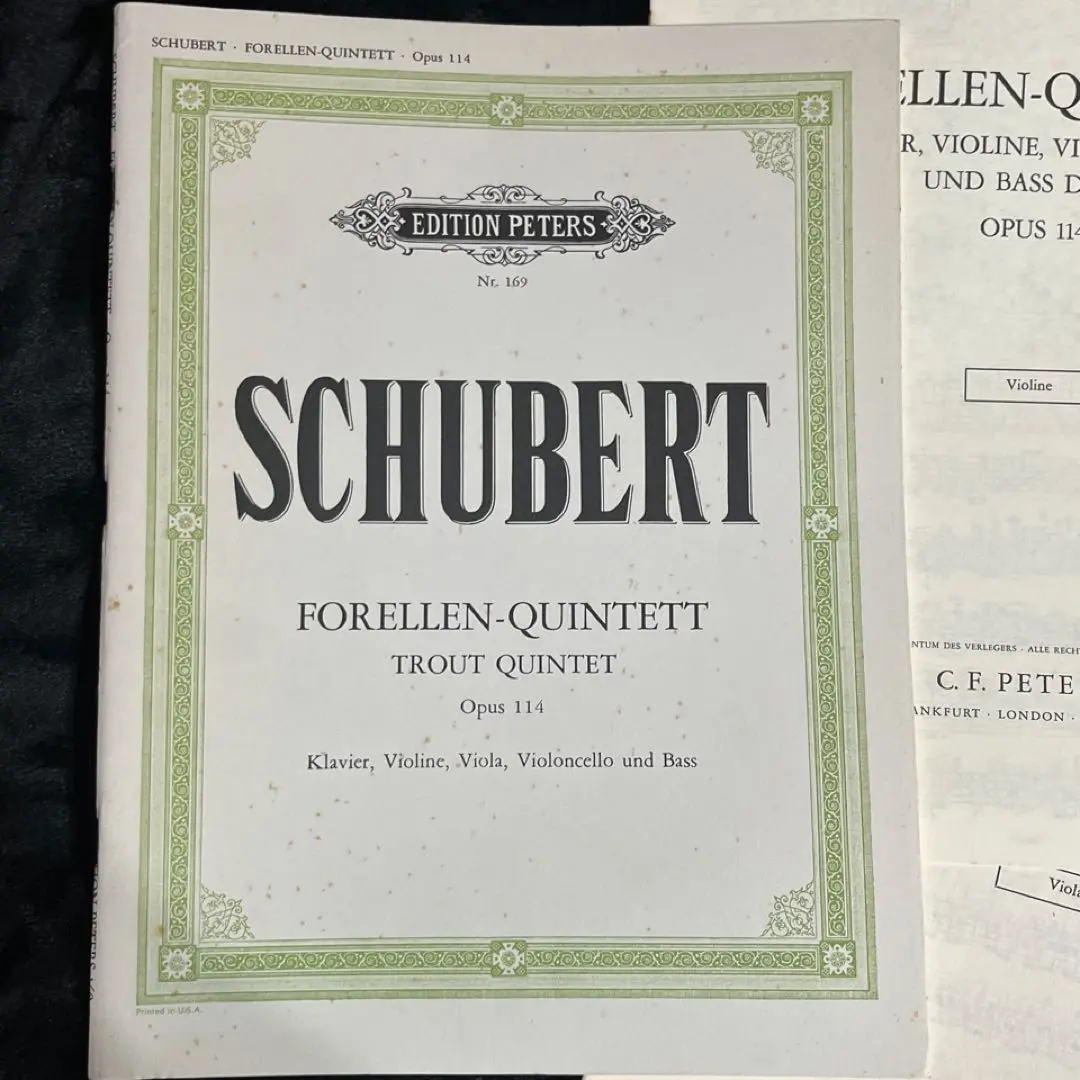 SCHUBERT · FORELLEN-QUINTETT · Opus 114
EDITION PETERS
Nr. 169
SCHUBERT
FORELLEN-QUINTETT
TROUT QUINTET
Opus 114
Klavier, Violine, Viola, Violoncello und Bass
Printed in U.S.A.
ELLEN-Q
R, VIOLINE, VI
UND BASS D
OPUS 114
Violine
NTUM DES VERLEGERS · ALLE RECH
C. F. PETE
ANKFURT · LONDON ·
Viola